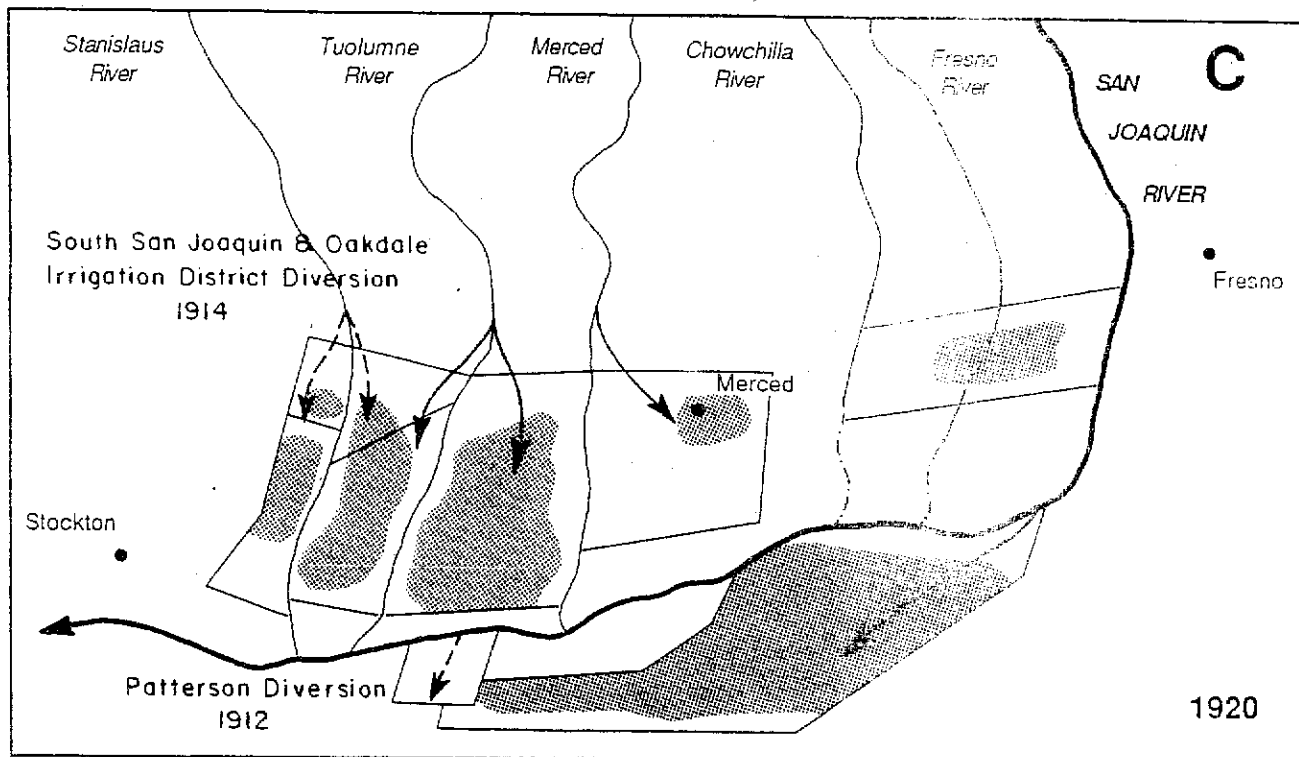 Stanislaus
River
Tuolumne
River
Merced
River
Chowchilla
River
Fresno
River
SAN
JOAQUIN
RIVER
C
Fresno
South San Joaquin & Oakdale
Irrigation District Diversion
1914
Merced
Stockton
Patterson Diversion
1912
1920